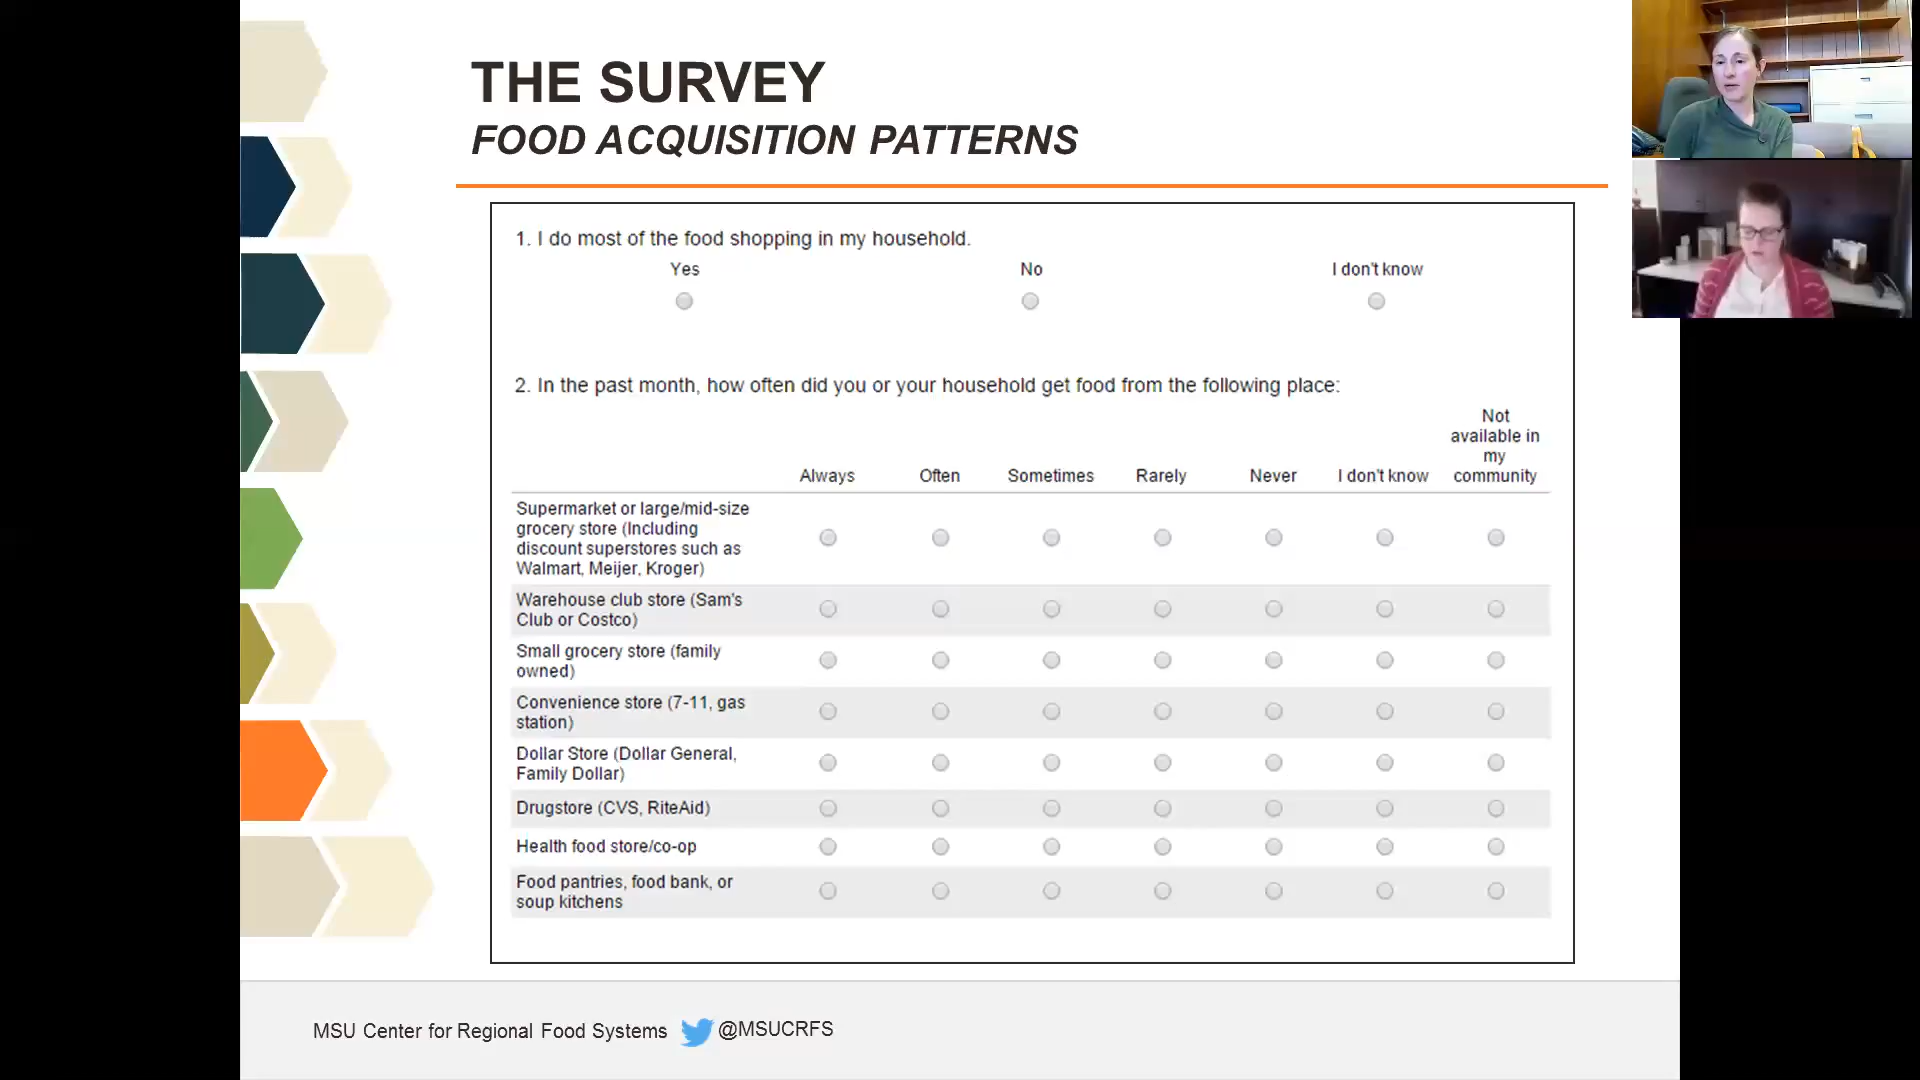 THE SURVEY
FOOD ACQUISITION PATTERNS
1. I do most of the food shopping in my household.
Yes No I don't know
2. In the past month, how often did you or your household get food from the following place:
Always Often Sometimes Rarely Never I don't know Not
available in
my
community
Supermarket or large/mid-size
grocery store (Including
discount superstores such as
Walmart, Meijer, Kroger)
Warehouse club store (Sam's
Club or Costco)
Small grocery store (family
owned)
Convenience store (7-11, gas
station)
Dollar Store (Dollar General,
Family Dollar)
Drugstore (CVS, RiteAid)
Health food store/co-op
Food pantries, food bank, or
soup kitchens
MSU Center for Regional Food Systems @MSUCRFS